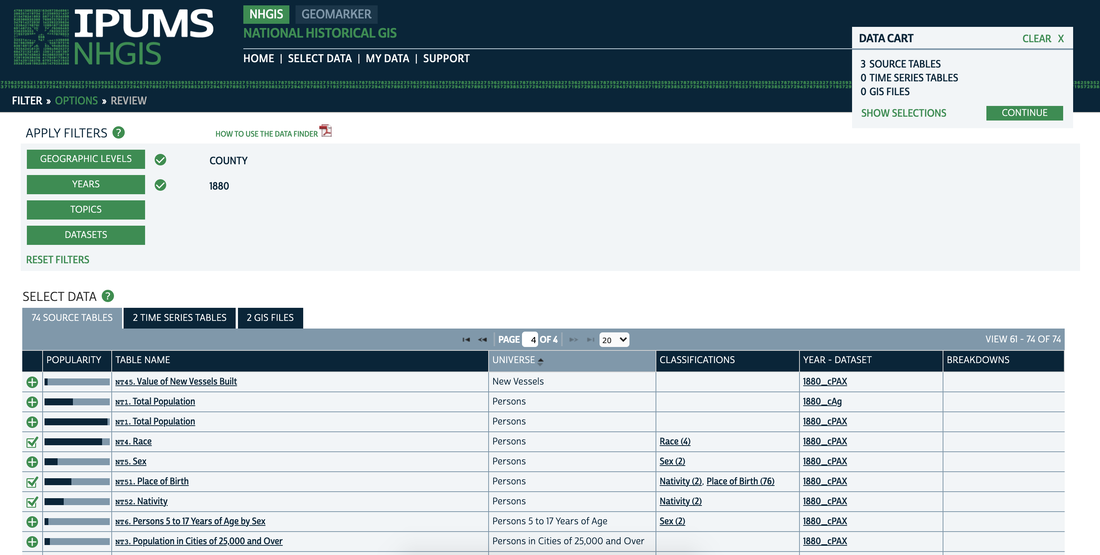 IPUMS
NHGIS
NHGIS GEOMARKER
NATIONAL HISTORICAL GIS
HOME | SELECT DATA | MY DATA | SUPPORT
DATA CART CLEAR X
3 SOURCE TABLES
0 TIME SERIES TABLES
0 GIS FILES
SHOW SELECTIONS CONTINUE
FILTER » OPTIONS » REVIEW
APPLY FILTERS ? HOW TO USE THE DATA FINDER
GEOGRAPHIC LEVELS COUNTY
YEARS 1880
TOPICS
DATASETS
RESET FILTERS
SELECT DATA ?
74 SOURCE TABLES 2 TIME SERIES TABLES 2 GIS FILES
PAGE 4 OF 4 20 VIEW 61 - 74 OF 74
POPULARITY TABLE NAME UNIVERSE CLASSIFICATIONS YEAR - DATASET BREAKDOWNS
NT45. Value of New Vessels Built New Vessels 1880_cPAX
NT1. Total Population Persons 1880_cAg
NT1. Total Population Persons 1880_cPAX
NT4. Race Persons Race (4) 1880_cPAX
NT5. Sex Persons Sex (2) 1880_cPAX
NT51. Place of Birth Persons Nativity (2), Place of Birth (76) 1880_cPAX
NT52. Nativity Persons Nativity (2) 1880_cPAX
NT6. Persons 5 to 17 Years of Age by Sex Persons 5 to 17 Years of Age Sex (2) 1880_cPAX
NT3. Population in Cities of 25,000 and Over Persons in Cities of 25,000 and Over 1880_cPAX